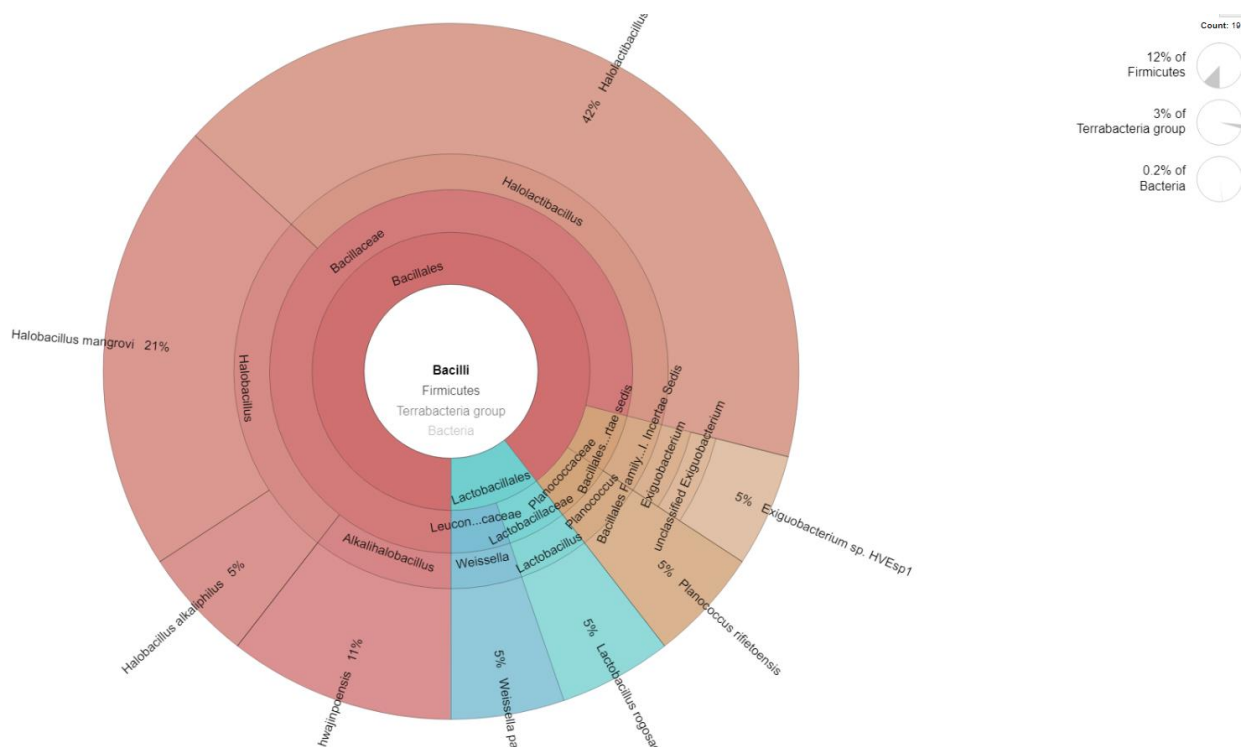 Count: 19
12% of
Firmicutes
3% of
Terrabacteria group
0.2% of
Bacteria
Bacilli
Firmicutes
Terrabacteria group
Bacteria
Bacillales
Bacillaceae
Halolactibacillus
42% Halolactibacillus
Halobacillus
Halobacillus mangrovi 21%
Halobacillus alkaliphilus 5%
Alkalihalobacillus
hwajinpoensis 11%
Lactobacillales
Leucon...caceae
Weissella
5% Weissella pa
Lactobacillaceae
Lactobacillus
5% Lactobacillus rogosae
Planococcaceae
Planococcus
5% Planococcus rifietoensis
Bacillales...rtae sedis
Bacillales Family...I. Incertae Sedis
Exiguobacterium
unclassified Exiguobacterium
5% Exiguobacterium sp. HVEsp1